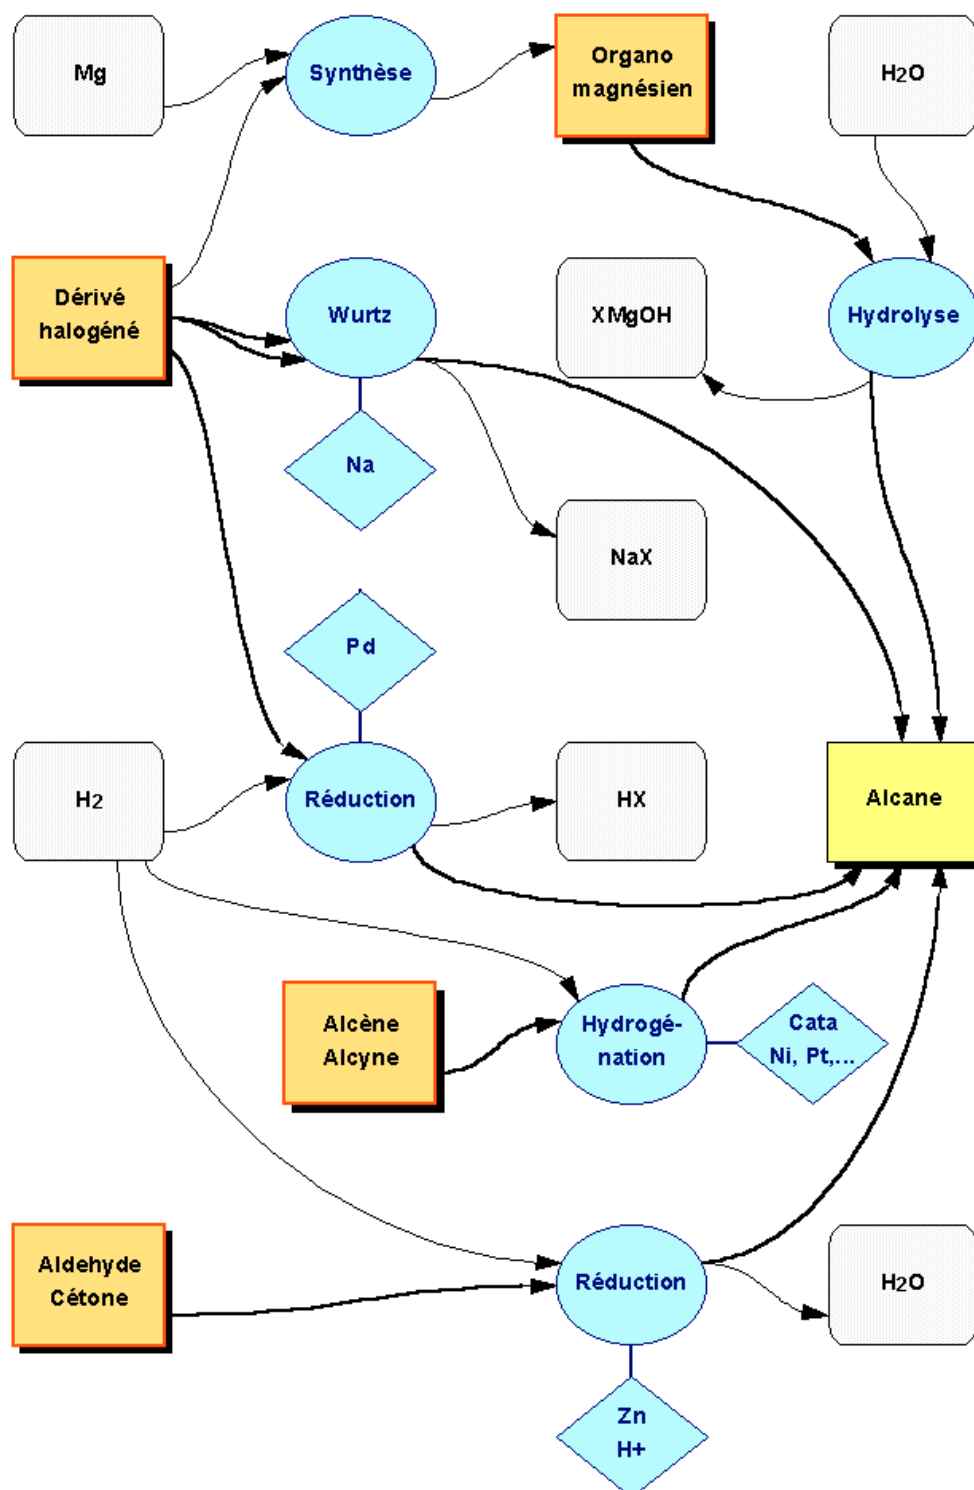 Mg
Synthèse
Organo
magnésien
H2O
Dérivé
halogéné
Wurtz
XMgOH
Hydrolyse
Na
NaX
Pd
H2
Réduction
HX
Alcane
Alcène
Alcyne
Hydrogé-
nation
Cata
Ni, Pt,...
Aldehyde
Cétone
Réduction
H2O
Zn
H+